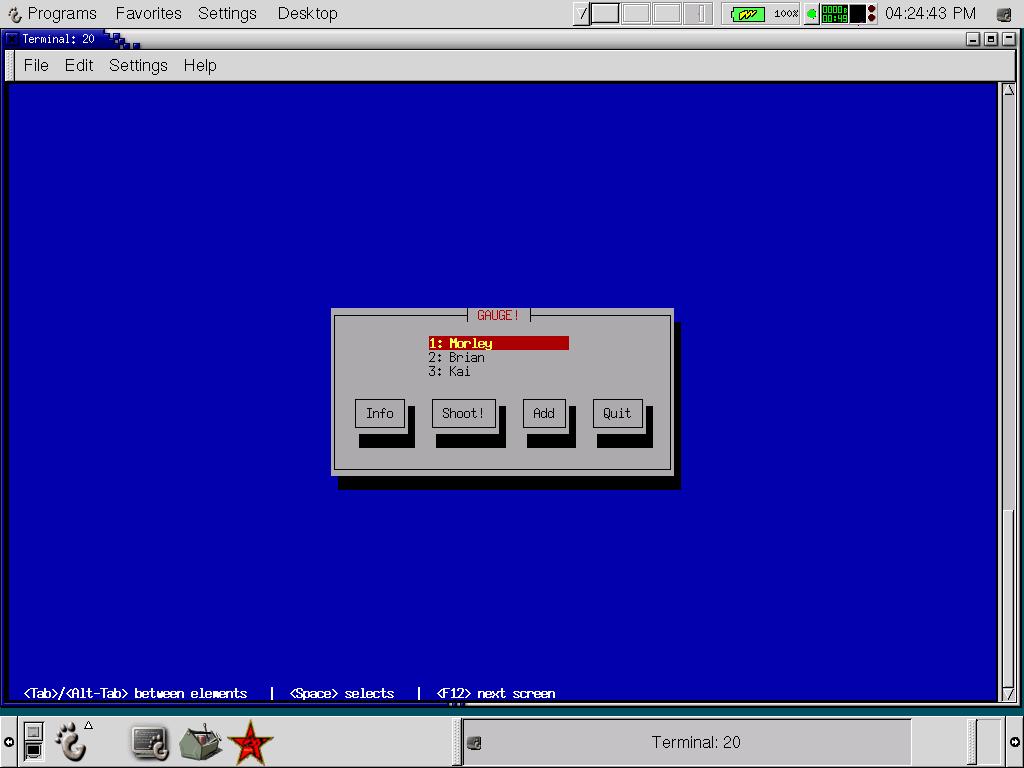 Programs Favorites Settings Desktop 100% 04:24:43 PM
Terminal: 20
File Edit Settings Help
GAUGE!
1: Morley
2: Brian
3: Kai
Info Shoot! Add Quit
<Tab>/<Alt-Tab> between elements | <Space> selects | <F12> next screen
Terminal: 20